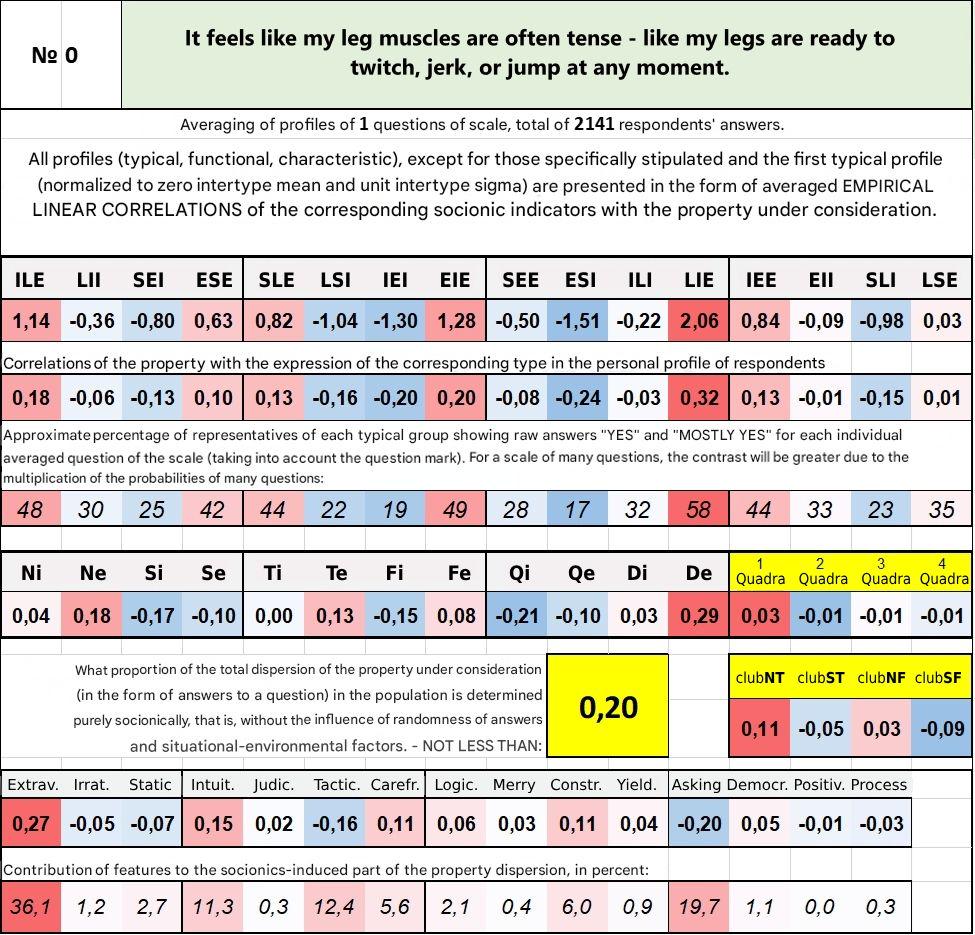 № 0
It feels like my leg muscles are often tense - like my legs are ready to
twitch, jerk, or jump at any moment.
Averaging of profiles of 1 questions of scale, total of 2141 respondents' answers.
All profiles (typical, functional, characteristic), except for those specifically stipulated and the first typical profile
(normalized to zero intertype mean and unit intertype sigma) are presented in the form of averaged EMPIRICAL
LINEAR CORRELATIONS of the corresponding socionic indicators with the property under consideration.
ILE LII SEI ESE SLE LSI IEI EIE SEE ESI ILI LIE IEE EII SLI LSE
1,14 -0,36 -0,80 0,63 0,82 -1,04 -1,30 1,28 -0,50 -1,51 -0,22 2,06 0,84 -0,09 -0,98 0,03
Correlations of the property with the expression of the corresponding type in the personal profile of respondents
0,18 -0,06 -0,13 0,10 0,13 -0,16 -0,20 0,20 -0,08 -0,24 -0,03 0,32 0,13 -0,01 -0,15 0,01
Approximate percentage of representatives of each typical group showing raw answers "YES" and "MOSTLY YES" for each individual
averaged question of the scale (taking into account the question mark). For a scale of many questions, the contrast will be greater due to the
multiplication of the probabilities of many questions:
48 30 25 42 44 22 19 49 28 17 32 58 44 33 23 35
Ni Ne Si Se Ti Te Fi Fe Qi Qe Di De 1 Quadra 2 Quadra 3 Quadra 4 Quadra
0,04 0,18 -0,17 -0,10 0,00 0,13 -0,15 0,08 -0,21 -0,10 0,03 0,29 0,03 -0,01 -0,01 -0,01
What proportion of the total dispersion of the property under consideration
(in the form of answers to a question) in the population is determined
purely socionically, that is, without the influence of randomness of answers
and situational-environmental factors. - NOT LESS THAN:
0,20
clubNT clubST clubNF clubSF
0,11 -0,05 0,03 -0,09
Extrav. Irrat. Static Intuit. Judic. Tactic. Carefr. Logic. Merry Constr. Yield. Asking Democr. Positiv. Process
0,27 -0,05 -0,07 0,15 0,02 -0,16 0,11 0,06 0,03 0,11 0,04 -0,20 0,05 -0,01 -0,03
Contribution of features to the socionics-induced part of the property dispersion, in percent:
36,1 1,2 2,7 11,3 0,3 12,4 5,6 2,1 0,4 6,0 0,9 19,7 1,1 0,0 0,3